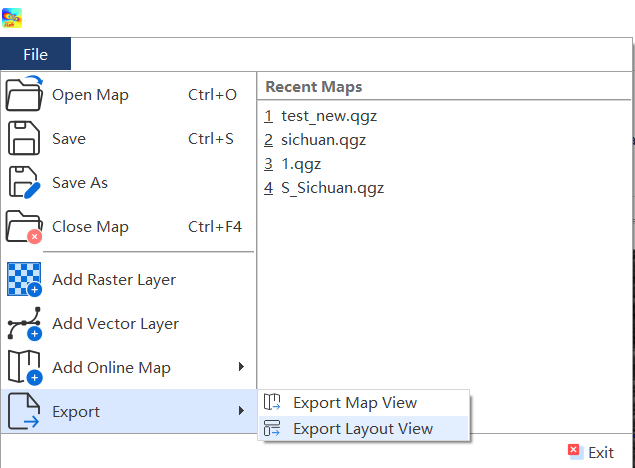 File
Open Map Ctrl+O
Save Ctrl+S
Save As
Close Map Ctrl+F4
Add Raster Layer
Add Vector Layer
Add Online Map
Export
Recent Maps
1 test_new.qgz
2 sichuan.qgz
3 1.qgz
4 S_Sichuan.qgz
Export Map View
Export Layout View
Exit